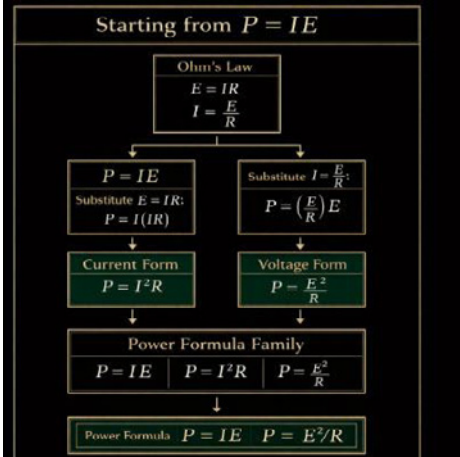 Starting from P = IE
Ohm's Law
E = IR
I = E/R
P = IE
Substitute E = IR;
P = I(IR)
Substitute I = E/R;
P = (E/R) E
Current Form
P = I²R
Voltage Form
P = E²/R
Power Formula Family
P = IE | P = I²R | P = E²/R
Power Formula P = IE P = E²/R